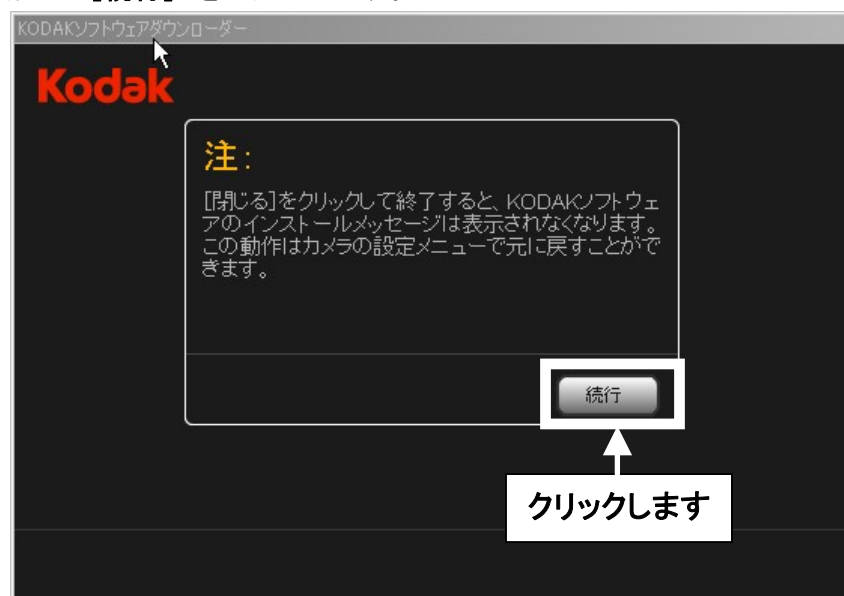 KODAKソフトウェアダウンローダー
Kodak
注:
[閉じる]をクリックして終了すると、KODAKソフトウェ
アのインストールメッセージは表示されなくなります。
この動作はカメラの設定メニューで元に戻すことがで
きます。
続行
クリックします